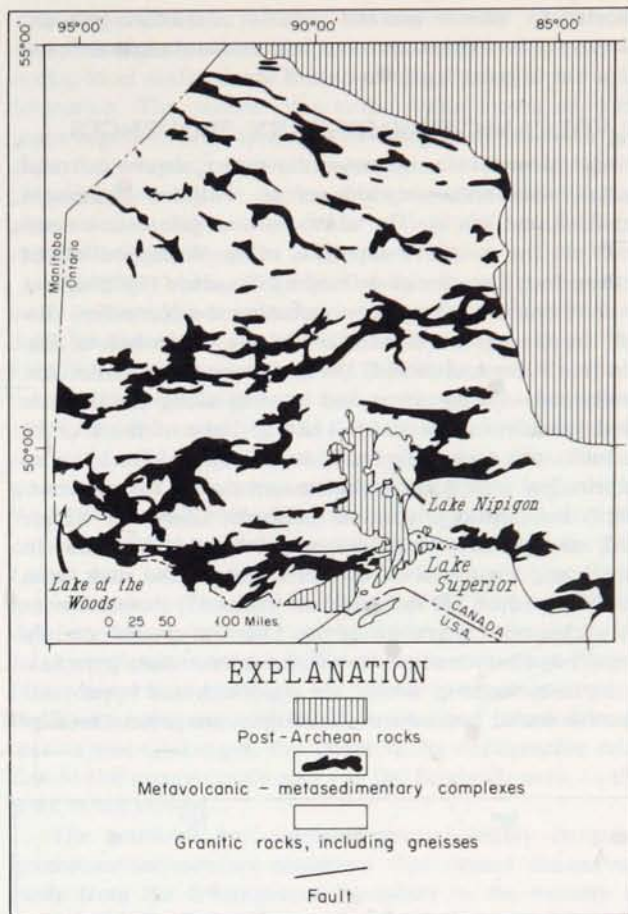 95°00' 90°00' 85°00'
55°00'
Manitoba
Ontario
50°00'
Lake Nipigon
Lake of the
Woods
Lake
Superior
CANADA
U.S.A.
0 25 50 400 Miles
EXPLANATION
Post-Archean rocks
Metavolcanic – metasedimentary complexes
Granitic rocks, including gneisses
Fault